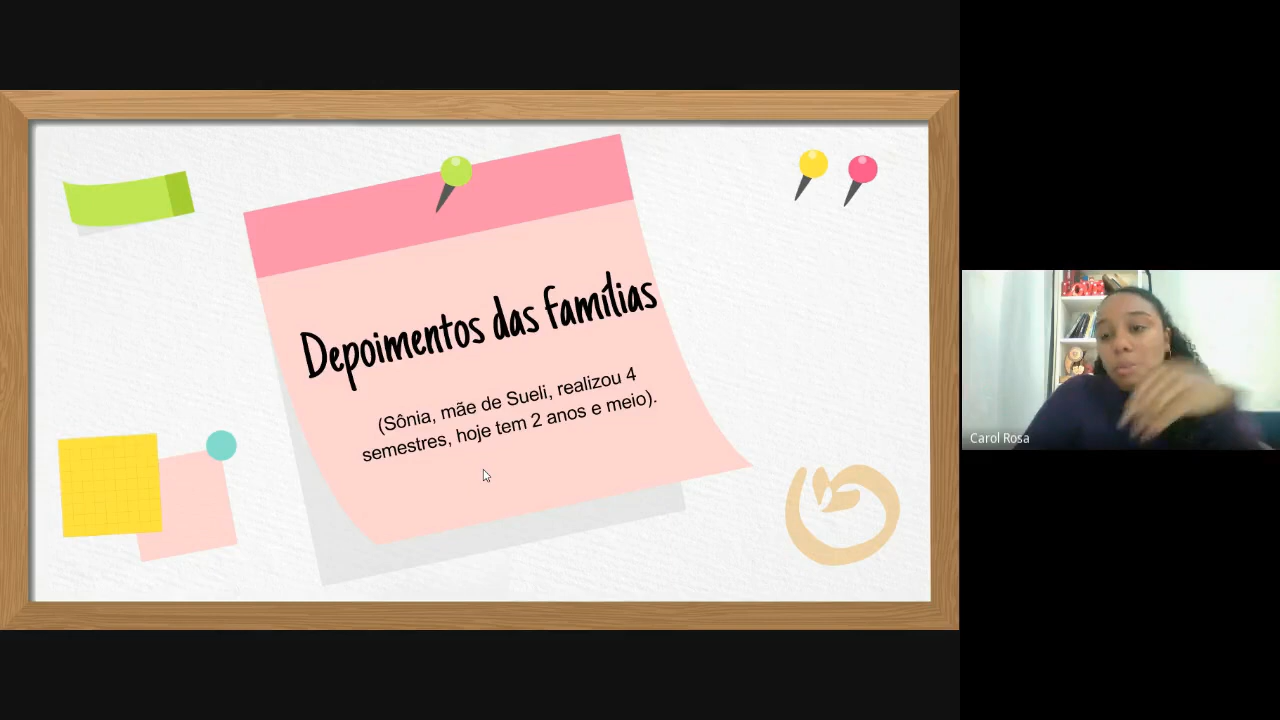 Depoimentos das famílias
(Sônia, mãe de Sueli, realizou 4
semestres, hoje tem 2 anos e meio).
Carol Rosa